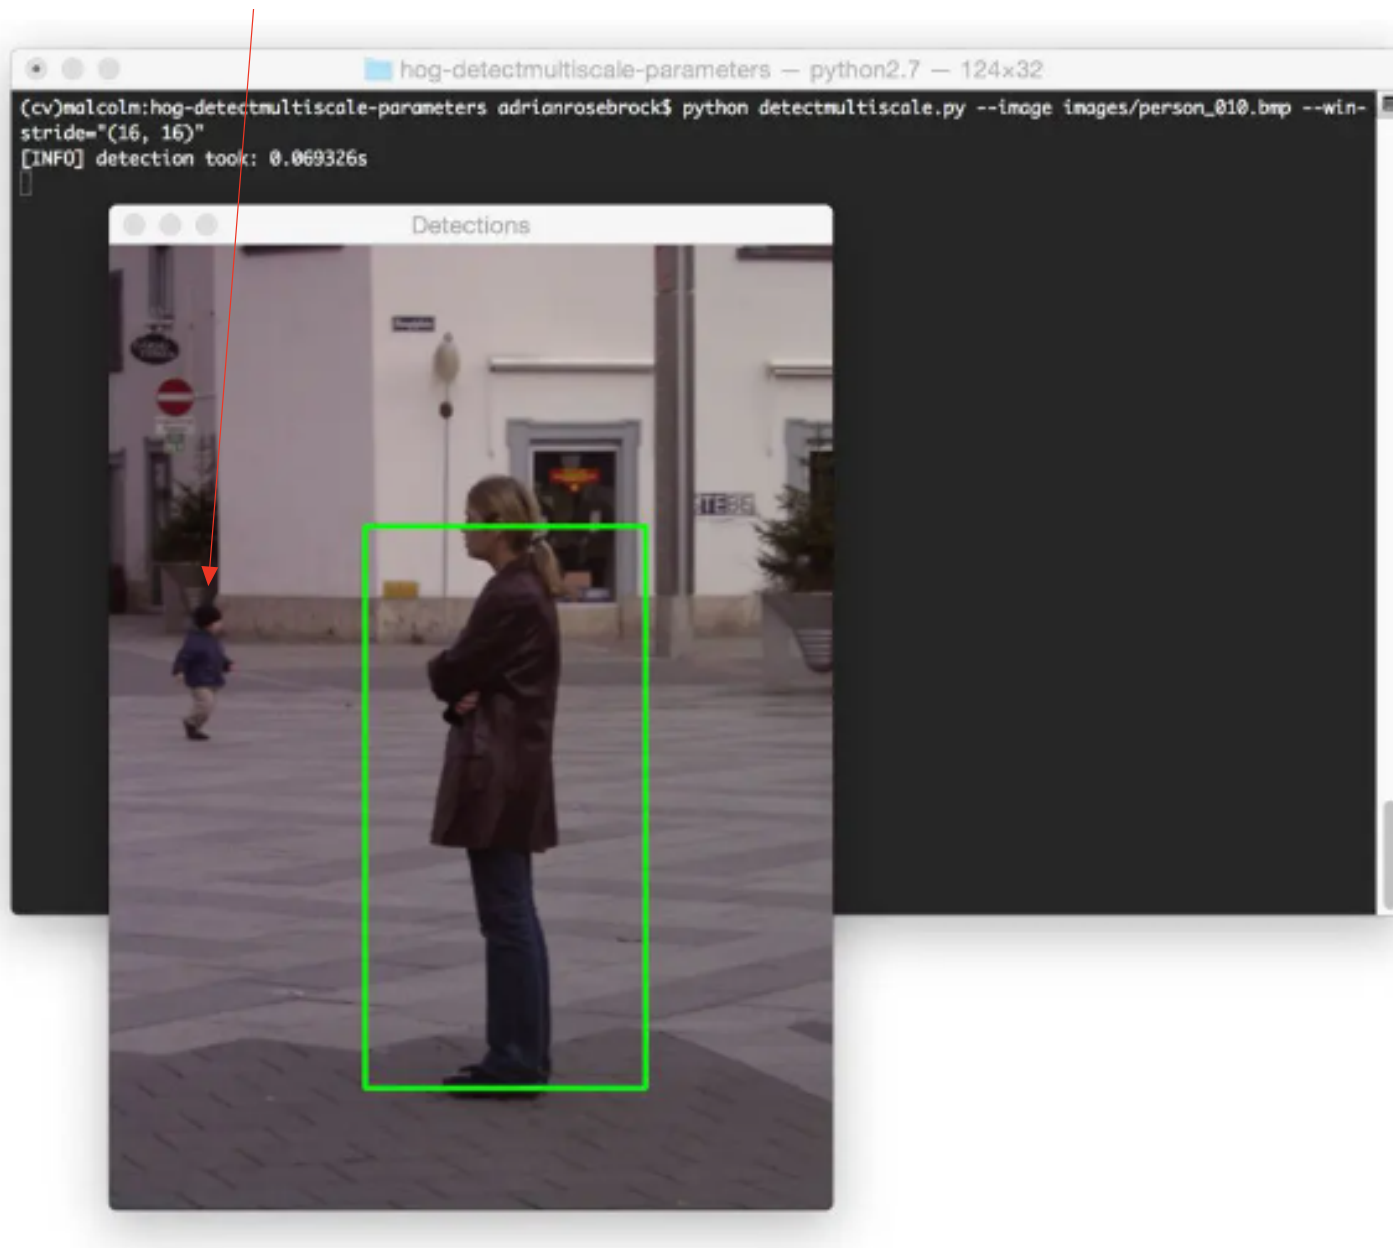 hog-detectmultiscale-parameters — python2.7 — 124×32
(cv)malcolm:hog-detectmultiscale-parameters adrianrosebrock$ python detectmultiscale.py --image images/person_010.bmp --win-
stride="(16, 16)"
[INFO] detection took: 0.069326s
Detections